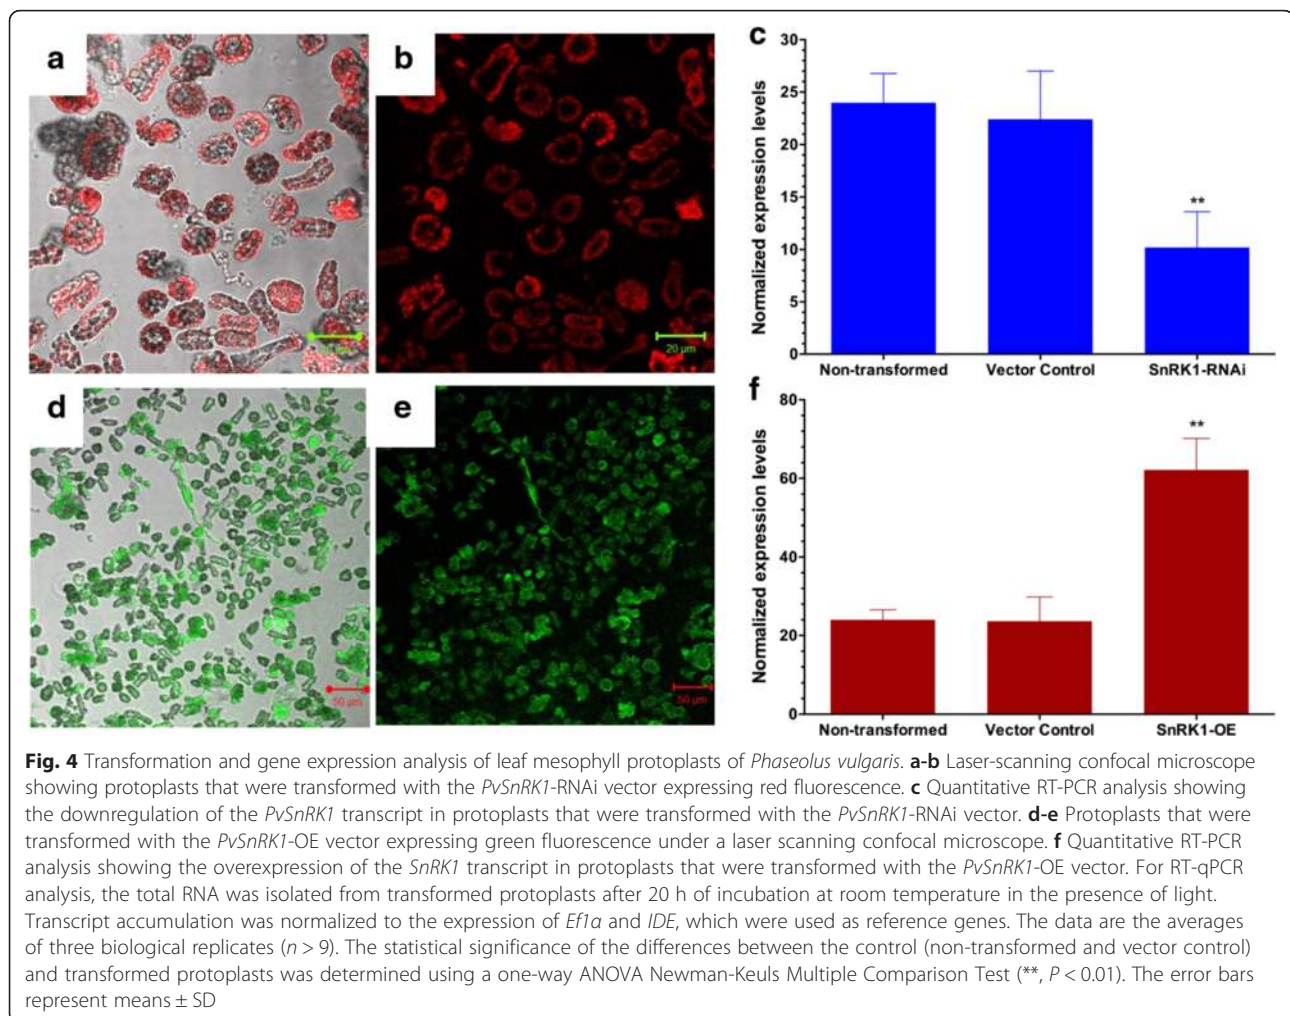 a
b
c
Normalized expression levels
30
25
20
15
10
5
0
**
Non-transformed
Vector Control
SnRK1-RNAi
20 µm
d
e
f
Normalized expression levels
80
60
40
20
0
**
Non-transformed
Vector Control
SnRK1-OE
50 µm
50 µm
Fig. 4 Transformation and gene expression analysis of leaf mesophyll protoplasts of Phaseolus vulgaris. a-b Laser-scanning confocal microscope
showing protoplasts that were transformed with the PvSnRK1-RNAi vector expressing red fluorescence. c Quantitative RT-PCR analysis showing
the downregulation of the PvSnRK1 transcript in protoplasts that were transformed with the PvSnRK1-RNAi vector. d-e Protoplasts that were
transformed with the PvSnRK1-OE vector expressing green fluorescence under a laser scanning confocal microscope. f Quantitative RT-PCR
analysis showing the overexpression of the SnRK1 transcript in protoplasts that were transformed with the PvSnRK1-OE vector. For RT-qPCR
analysis, the total RNA was isolated from transformed protoplasts after 20 h of incubation at room temperature in the presence of light.
Transcript accumulation was normalized to the expression of Ef1α and IDE, which were used as reference genes. The data are the averages
of three biological replicates (n > 9). The statistical significance of the differences between the control (non-transformed and vector control)
and transformed protoplasts was determined using a one-way ANOVA Newman-Keuls Multiple Comparison Test (**, P < 0.01). The error bars
represent means ± SD